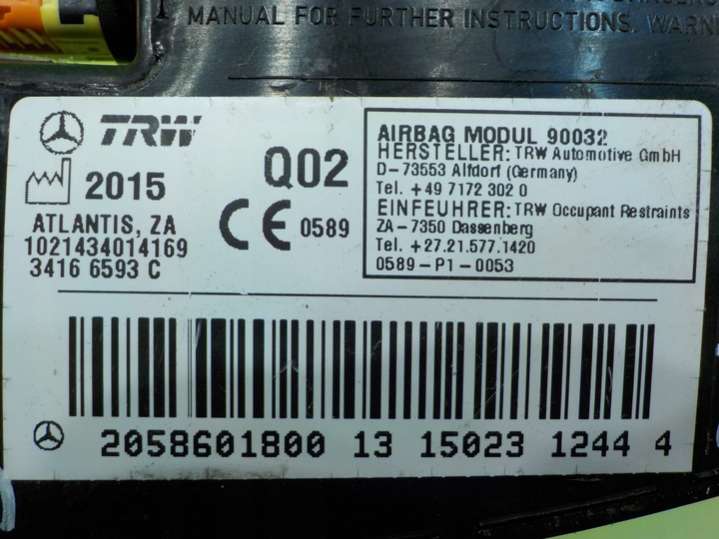 MANUAL FOR FURTHER INSTRUCTIONS. WARN
TRW
2015
Q02
ATLANTIS, ZA
1021434014169
3416 6593 C
CE 0589
AIRBAG MODUL 90032
HERSTELLER: TRW Automotive GmbH
D-73553 Alfdorf (Germany)
Tel. +49 7172 302 0
EINFEUHRER: TRW Occupant Restraints
ZA-7350 Dassenberg
Tel. +27.21.577.1420
0589-P1-0053
2058601800 13 15023 1244 4